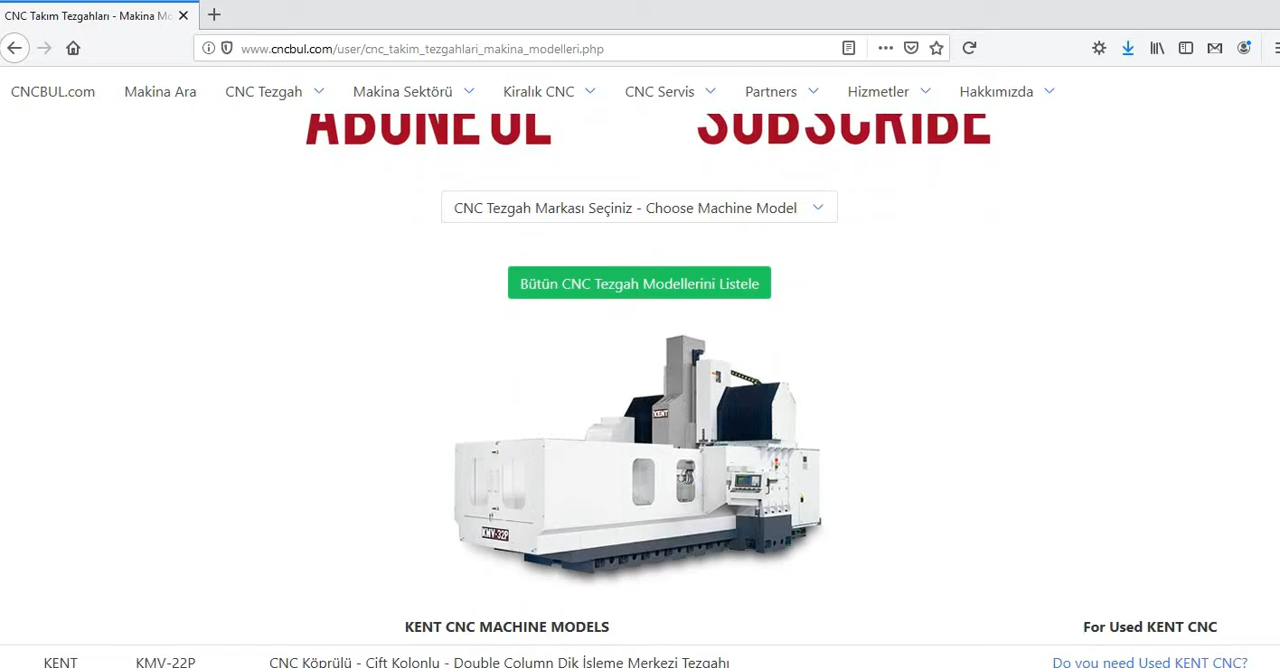 CNC Takım Tezgahları - Makina Mo
www.cncbul.com/user/cnc_takim_tezgahlari_makina_modelleri.php
CNCBUL.com Makina Ara CNC Tezgah Makina Sektörü Kiralık CNC CNC Servis Partners Hizmetler Hakkımızda
ABONE OL SUBSCRIBE
CNC Tezgah Markası Seçiniz - Choose Machine Model
Bütün CNC Tezgah Modellerini Listele
KENT
KMV-32P
KENT CNC MACHINE MODELS For Used KENT CNC
KENT KMV-22P CNC Köprülü - Çift Kolonlu - Double Column Dik İşleme Merkezi Tezgahı Do you need Used KENT CNC?